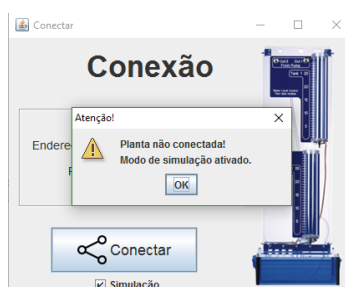 Conectar
Conexão
Atenção!
Planta não conectada!
Modo de simulação ativado.
OK
Conectar
Simulação